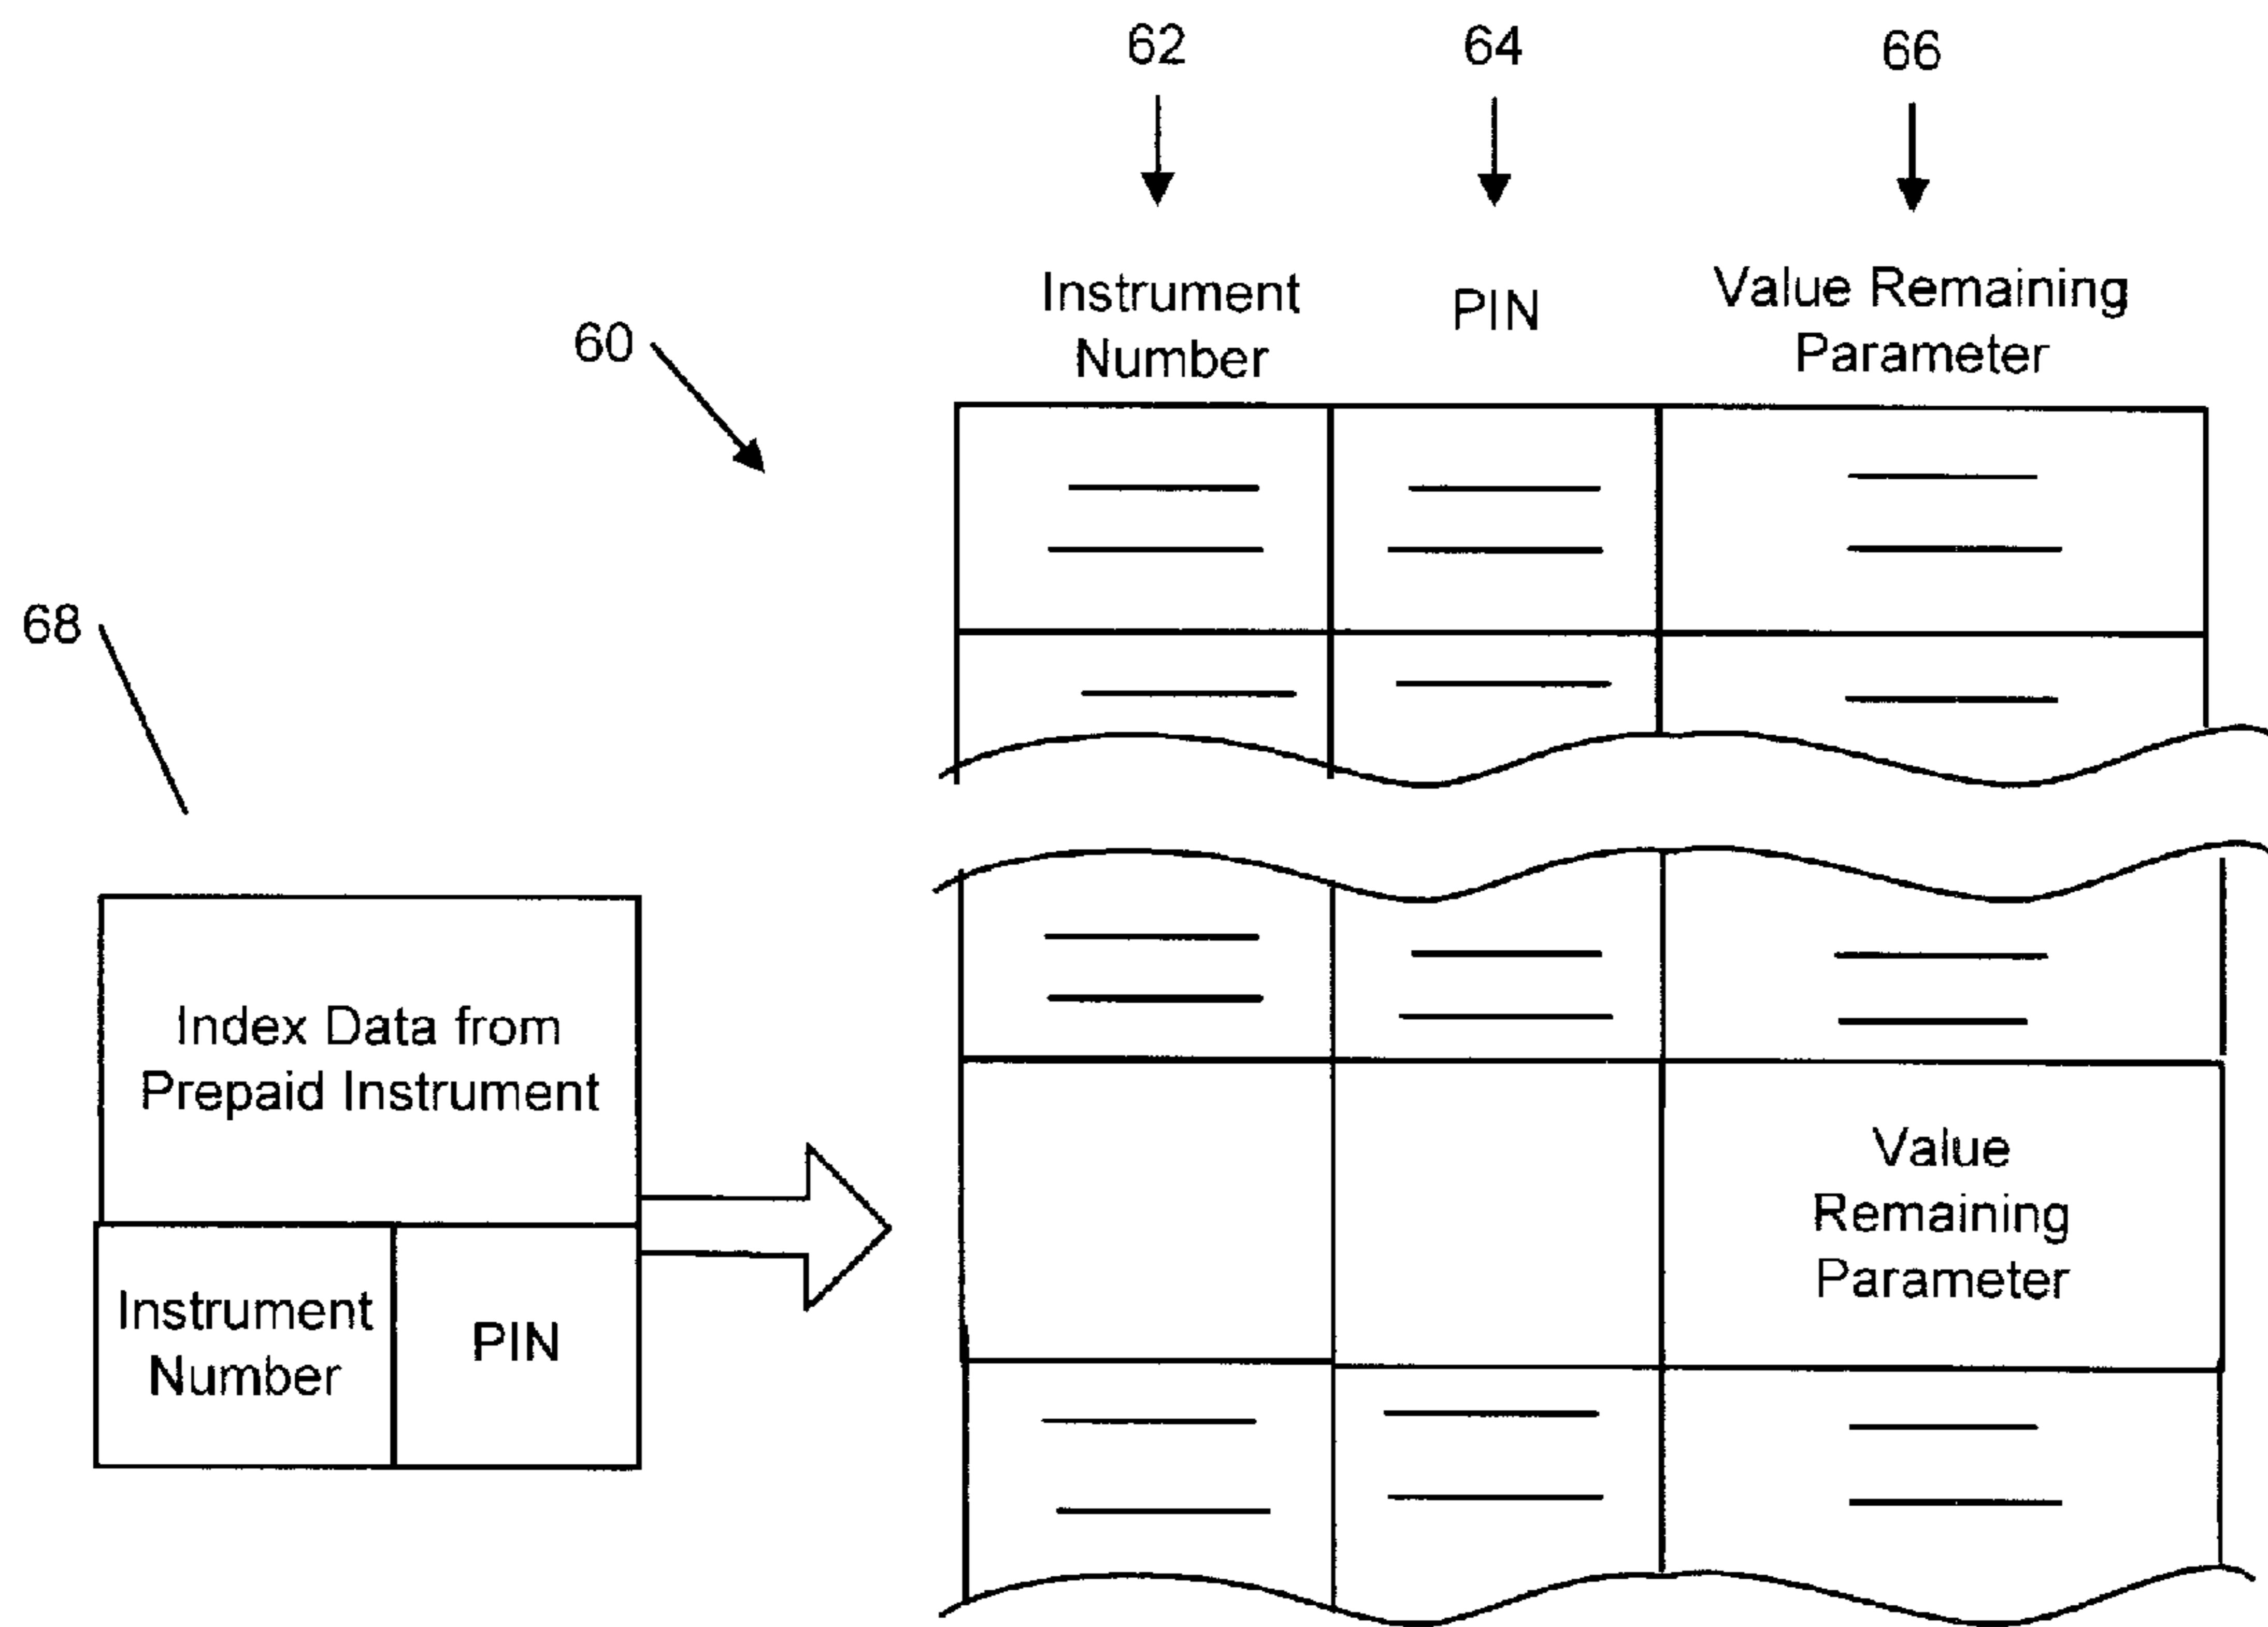 62
64
66
Instrument
Number
PIN
Value Remaining
Parameter
60
68
Index Data from
Prepaid Instrument
Instrument
Number
PIN
Value
Remaining
Parameter